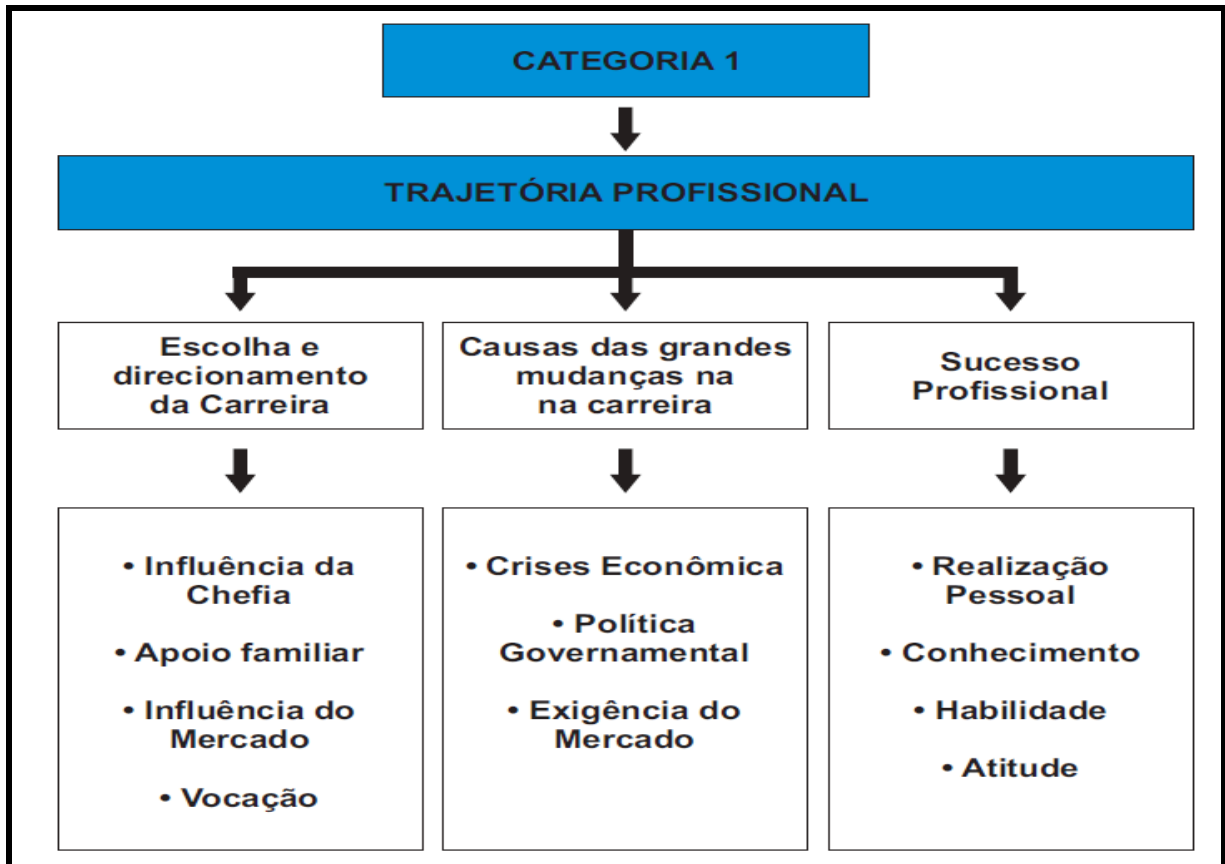 CATEGORIA 1
TRAJETÓRIA PROFISSIONAL
Escolha e
direcionamento
da Carreira
Causas das grandes
mudanças na
na carreira
Sucesso
Profissional
• Influência da
Chefia
• Apoio familiar
• Influência do
Mercado
• Vocação
• Crises Econômica
• Política
Governamental
• Exigência do
Mercado
• Realização
Pessoal
• Conhecimento
• Habilidade
• Atitude